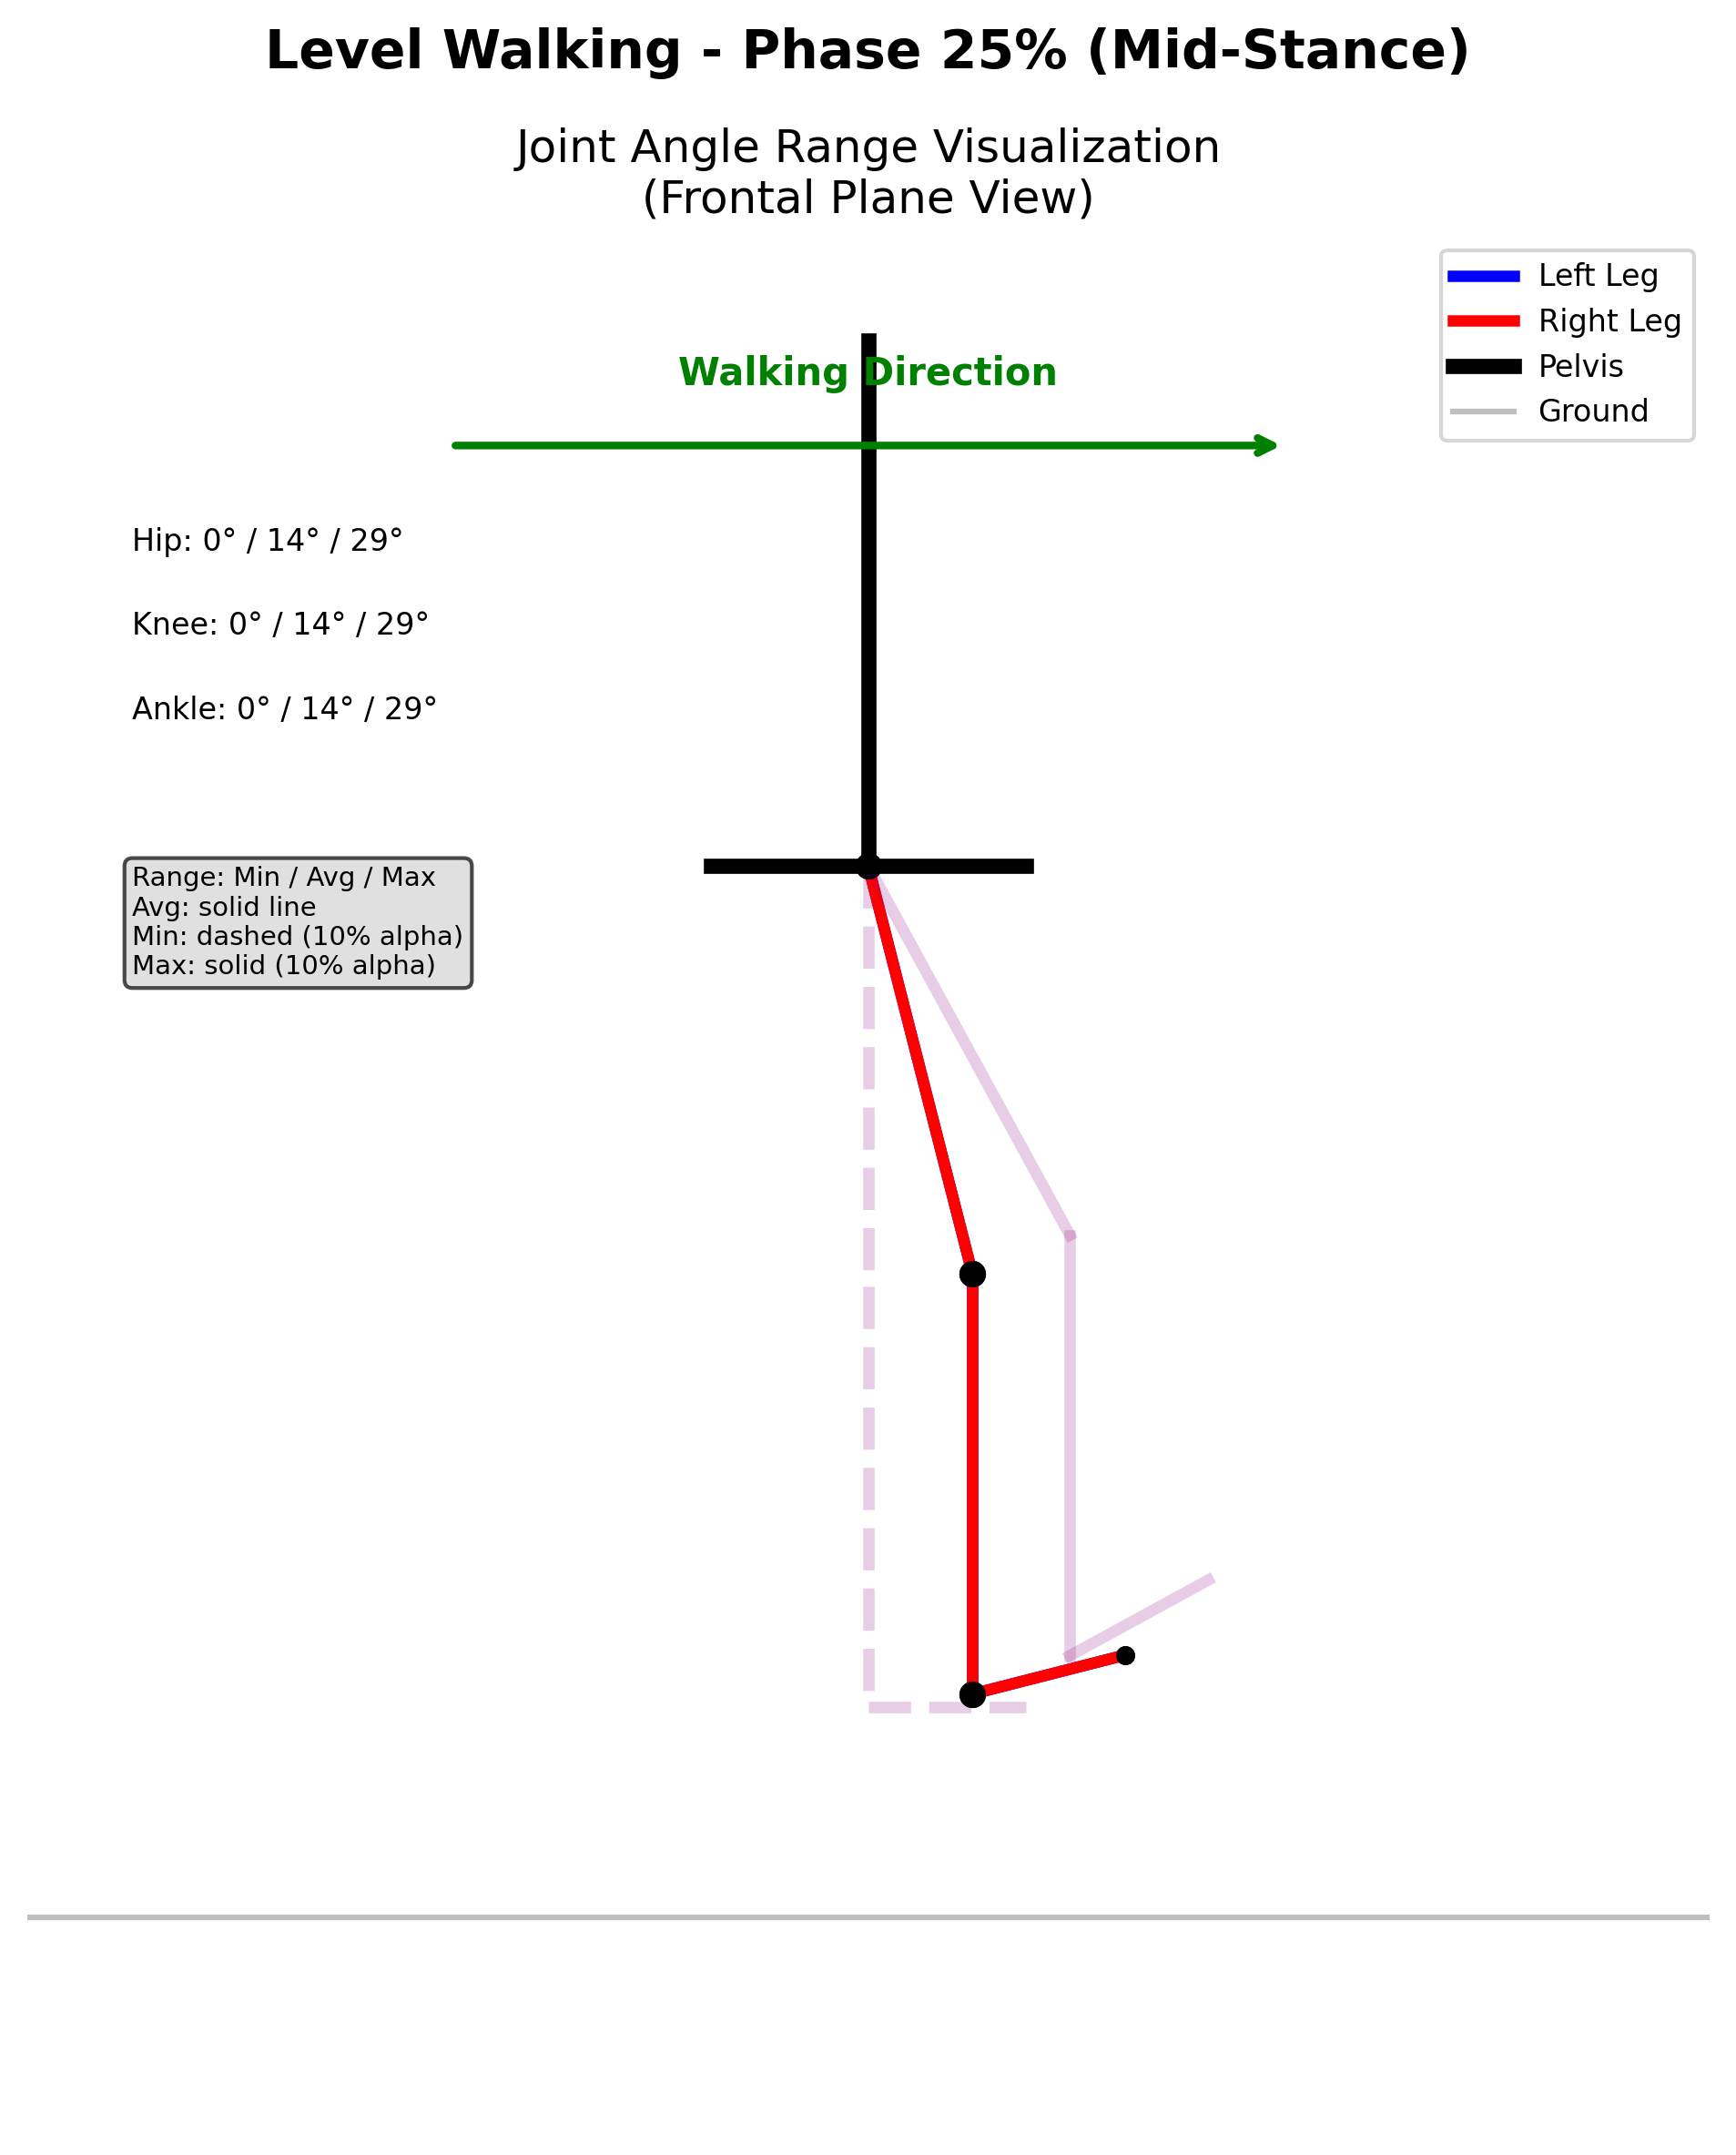 Level Walking - Phase 25% (Mid-Stance)
Joint Angle Range Visualization
(Frontal Plane View)
Left Leg
Right Leg
Pelvis
Ground
Walking Direction
Hip: 0° / 14° / 29°
Knee: 0° / 14° / 29°
Ankle: 0° / 14° / 29°
Range: Min / Avg / Max
Avg: solid line
Min: dashed (10% alpha)
Max: solid (10% alpha)